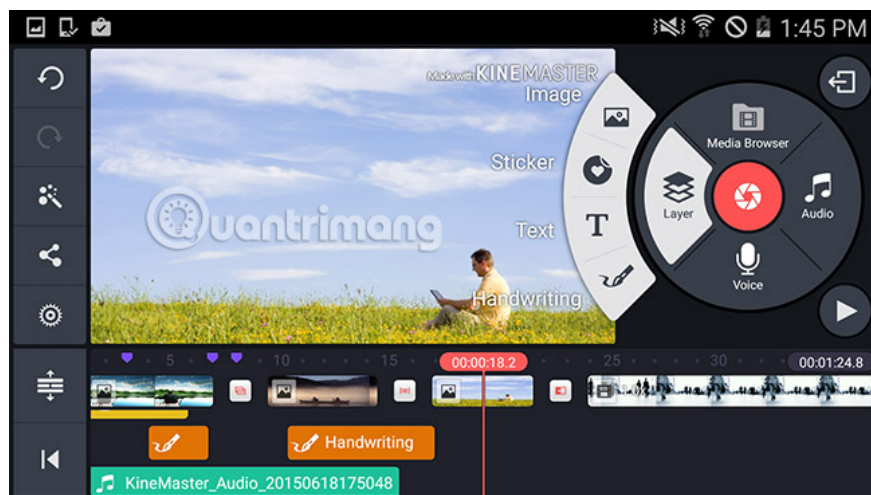 1:45 PM
Made with KINEMASTER
Image
Media Browser
Sticker
Layer
Audio
Quantrimang
Text
T
Voice
Handwriting
5
10
15
00:00:18.2
25
30
00:01:24.8
Handwriting
KineMaster_Audio_20150618175048